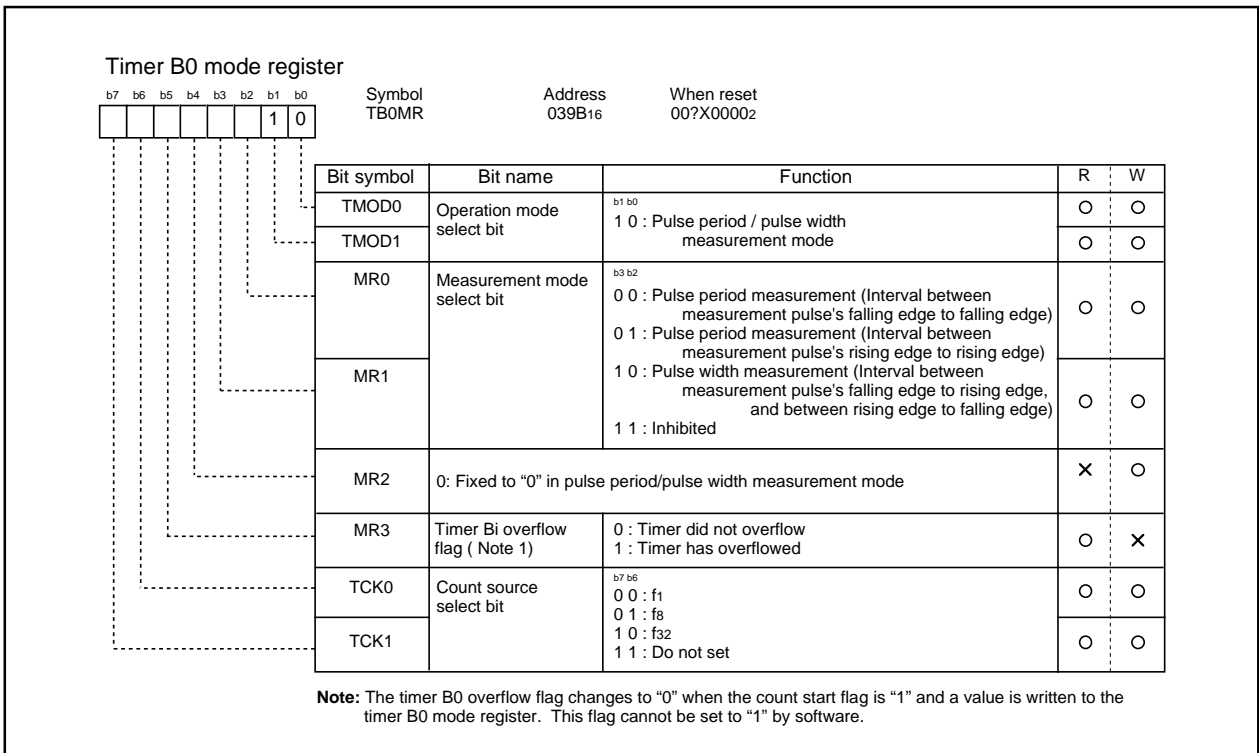 Timer B0 mode register
b7 b6 b5 b4 b3 b2 b1 b0
1 0
Symbol Address When reset
TB0MR 039B16 00?X00002
Bit symbol Bit name Function R W
TMOD0 Operation mode select bit b1 b0
1 0 : Pulse period / pulse width
measurement mode
TMOD1
MR0 Measurement mode
select bit
b3 b2
0 0 : Pulse period measurement (Interval between
measurement pulse's falling edge to falling edge)
0 1 : Pulse period measurement (Interval between
measurement pulse's rising edge to rising edge)
MR1
1 0 : Pulse width measurement (Interval between
measurement pulse's falling edge to rising edge,
and between rising edge to falling edge)
1 1 : Inhibited
MR2 0: Fixed to “0” in pulse period/pulse width measurement mode
MR3 Timer Bi overflow
flag ( Note 1)
0 : Timer did not overflow
1 : Timer has overflowed
TCK0 Count source
select bit
b7 b6
0 0 : f1
0 1 : f8
TCK1
1 0 : f32
1 1 : Do not set
Note: The timer B0 overflow flag changes to “0” when the count start flag is “1” and a value is written to the
timer B0 mode register. This flag cannot be set to “1” by software.